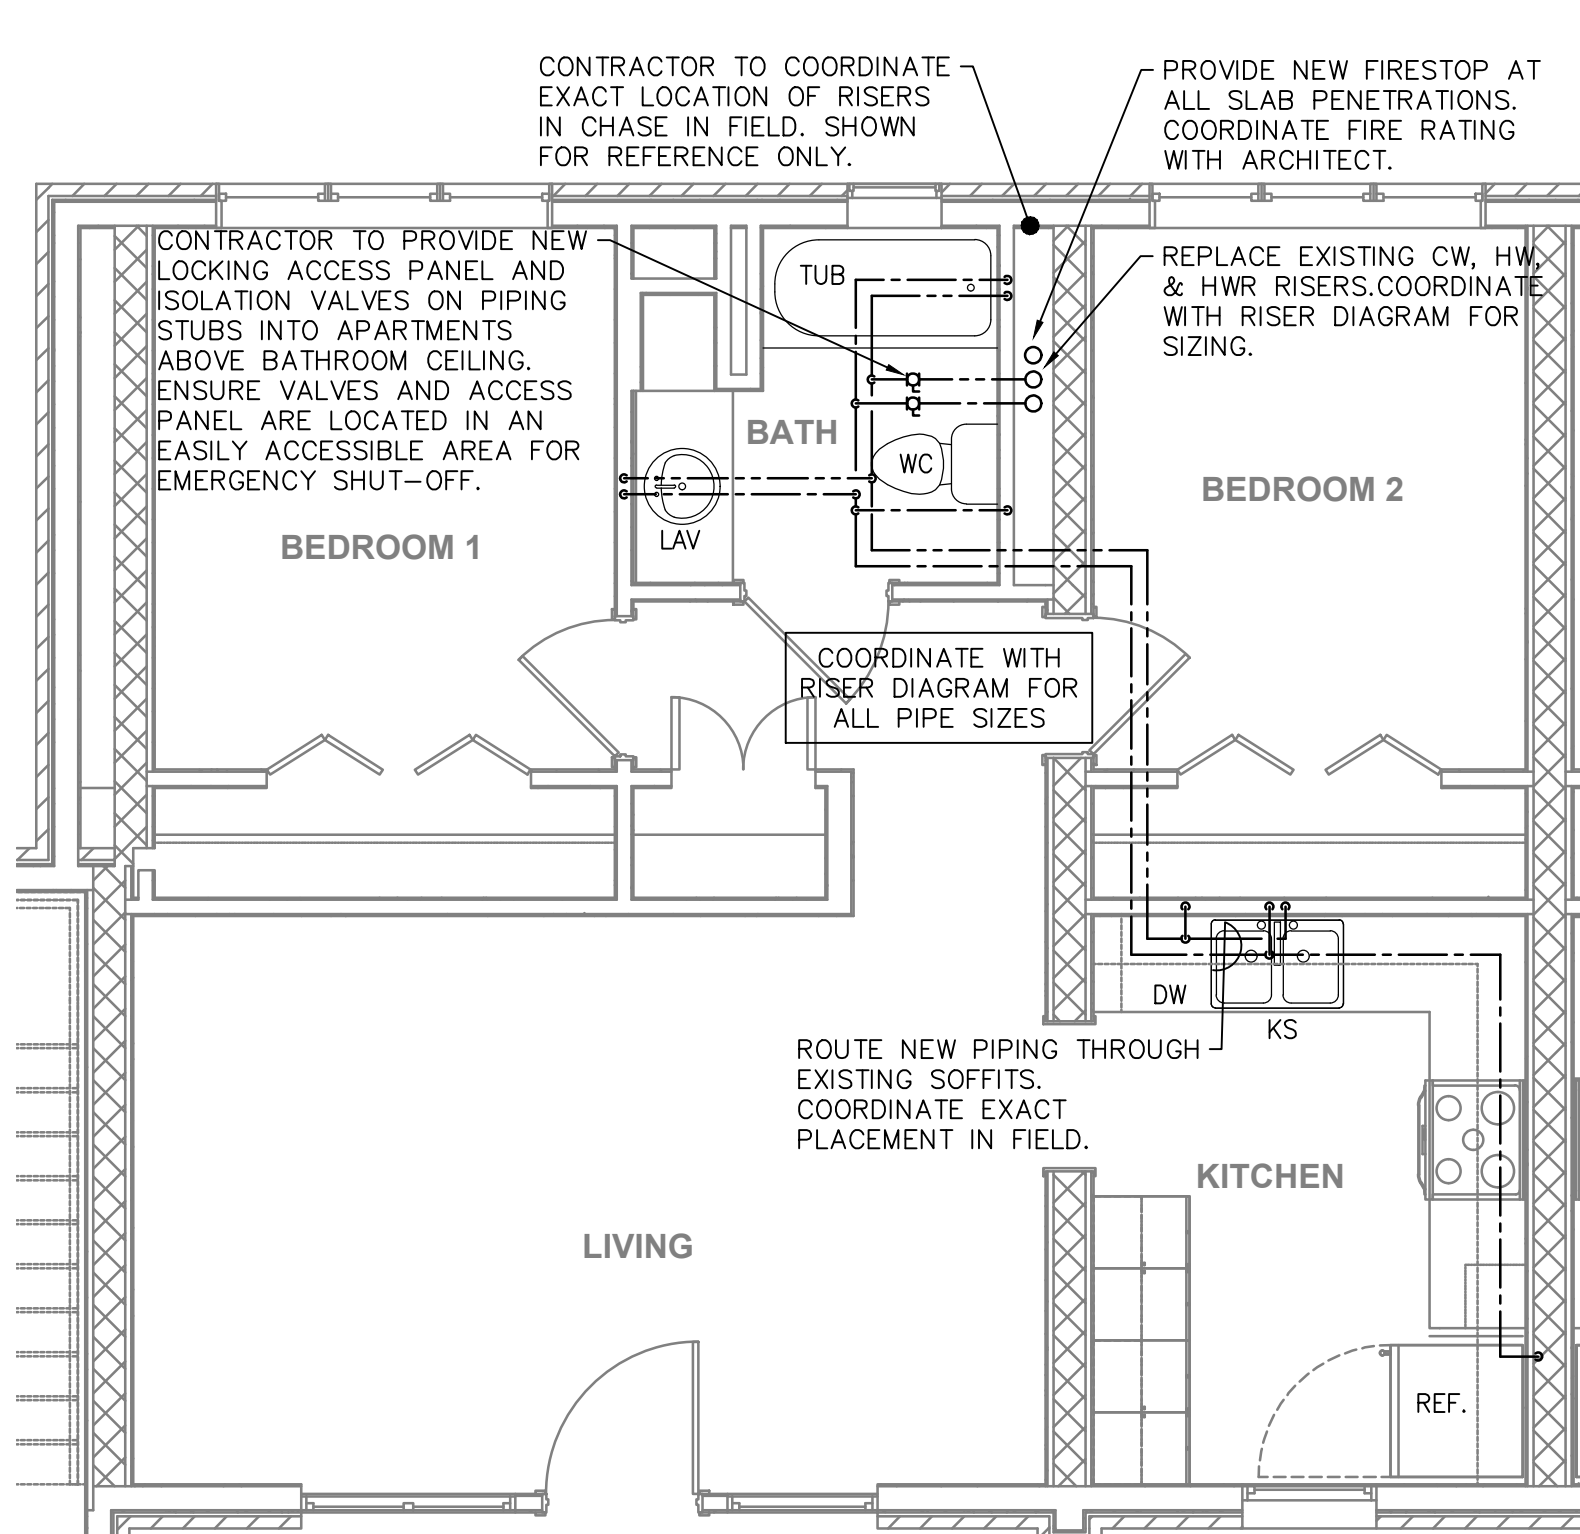 CONTRACTOR TO COORDINATE
EXACT LOCATION OF RISERS
IN CHASE IN FIELD. SHOWN
FOR REFERENCE ONLY.
PROVIDE NEW FIRESTOP AT
ALL SLAB PENETRATIONS.
COORDINATE FIRE RATING
WITH ARCHITECT.
CONTRACTOR TO PROVIDE NEW
LOCKING ACCESS PANEL AND
ISOLATION VALVES ON PIPING
STUBS INTO APARTMENTS
ABOVE BATHROOM CEILING.
ENSURE VALVES AND ACCESS
PANEL ARE LOCATED IN AN
EASILY ACCESSIBLE AREA FOR
EMERGENCY SHUT-OFF.
TUB
REPLACE EXISTING CW, HW,
& HWR RISERS.COORDINATE
WITH RISER DIAGRAM FOR
SIZING.
BATH
WC
LAV
BEDROOM 1
BEDROOM 2
COORDINATE WITH
RISER DIAGRAM FOR
ALL PIPE SIZES
DW
KS
ROUTE NEW PIPING THROUGH
EXISTING SOFFITS.
COORDINATE EXACT
PLACEMENT IN FIELD.
KITCHEN
LIVING
REF.